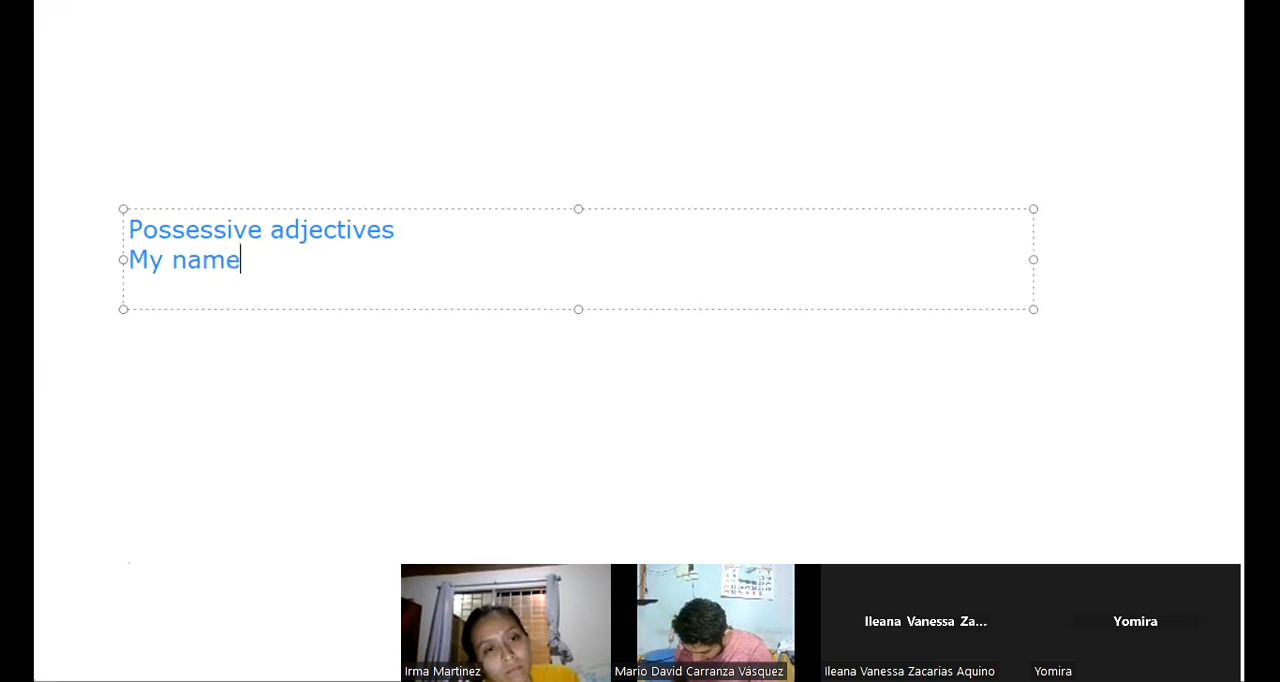 Possessive adjectives
My name
Ileana Vanessa Za...
Yomira
Irma Martinez
Mario David Carranza Vásquez
Ileana Vanessa Zacarias Aquino
Yomira